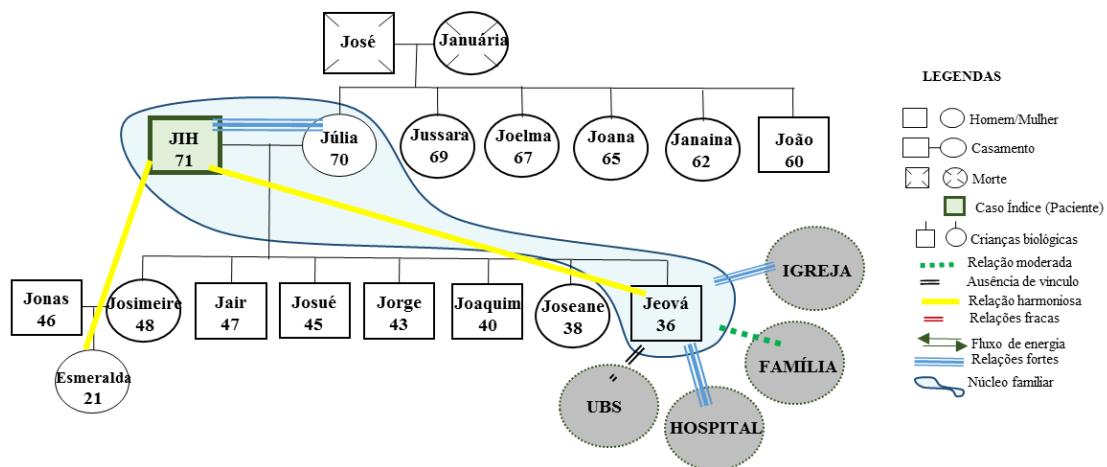 José
Januária
JIH
71
Júlia
70
Jussara
69
Joelma
67
Joana
65
Janaina
62
João
60
Jonas
46
Josimeire
48
Jair
47
Josué
45
Jorge
43
Joaquim
40
Joseane
38
Jeová
36
Esmeralda
21
IGREJA
FAMÍLIA
HOSPITAL
UBS
LEGENDAS
Homem/Mulher
Casamento
Morte
Caso Índice (Paciente)
Crianças biológicas
Relação moderada
Ausência de vinculo
Relação harmoniosa
Relações fracas
Fluxo de energia
Relações fortes
Núcleo familiar